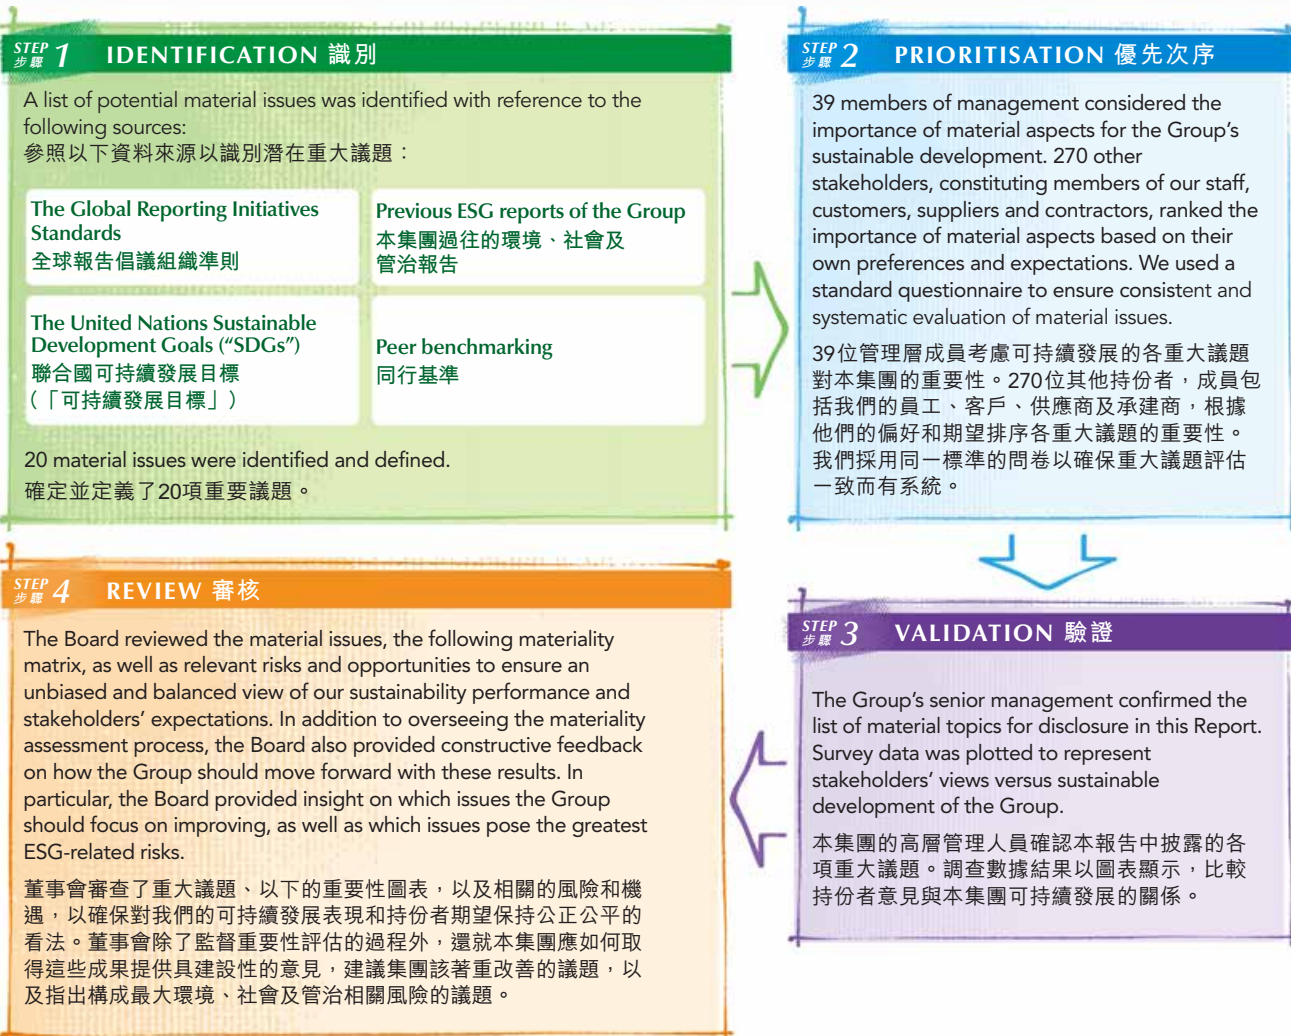 STEP 步驟 1 IDENTIFICATION 識別
A list of potential material issues was identified with reference to the
following sources:
參照以下資料來源以識別潛在重大議題：
The Global Reporting Initiatives
Standards
全球報告倡議組織準則
Previous ESG reports of the Group
本集團過往的環境、社會及
管治報告
The United Nations Sustainable
Development Goals (“SDGs”)
聯合國可持續發展目標
（「可持續發展目標」）
Peer benchmarking
同行基準
20 material issues were identified and defined.
確定並定義了20項重要議題。
STEP 步驟 2 PRIORITISATION 優先次序
39 members of management considered the
importance of material aspects for the Group’s
sustainable development. 270 other
stakeholders, constituting members of our staff,
customers, suppliers and contractors, ranked the
importance of material aspects based on their
own preferences and expectations. We used a
standard questionnaire to ensure consistent and
systematic evaluation of material issues.
39位管理層成員考慮可持續發展的各重大議題
對本集團的重要性。270位其他持份者，成員包
括我們的員工、客戶、供應商及承建商，根據
他們的偏好和期望排序各重大議題的重要性。
我們採用同一標準的問卷以確保重大議題評估
一致而有系統。
STEP 步驟 3 VALIDATION 驗證
The Group’s senior management confirmed the
list of material topics for disclosure in this Report.
Survey data was plotted to represent
stakeholders’ views versus sustainable
development of the Group.
本集團的高層管理人員確認本報告中披露的各
項重大議題。調查數據結果以圖表顯示，比較
持份者意見與本集團可持續發展的關係。
STEP 步驟 4 REVIEW 審核
The Board reviewed the material issues, the following materiality
matrix, as well as relevant risks and opportunities to ensure an
unbiased and balanced view of our sustainability performance and
stakeholders’ expectations. In addition to overseeing the materiality
assessment process, the Board also provided constructive feedback
on how the Group should move forward with these results. In
particular, the Board provided insight on which issues the Group
should focus on improving, as well as which issues pose the greatest
ESG-related risks.
董事會審查了重大議題、以下的重要性圖表，以及相關的風險和機
遇，以確保對我們的可持續發展表現和持份者期望保持公正公平的
看法。董事會除了監督重要性評估的過程外，還就本集團應如何取
得這些成果提供具建設性的意見，建議集團該著重改善的議題，以
及指出構成最大環境、社會及管治相關風險的議題。